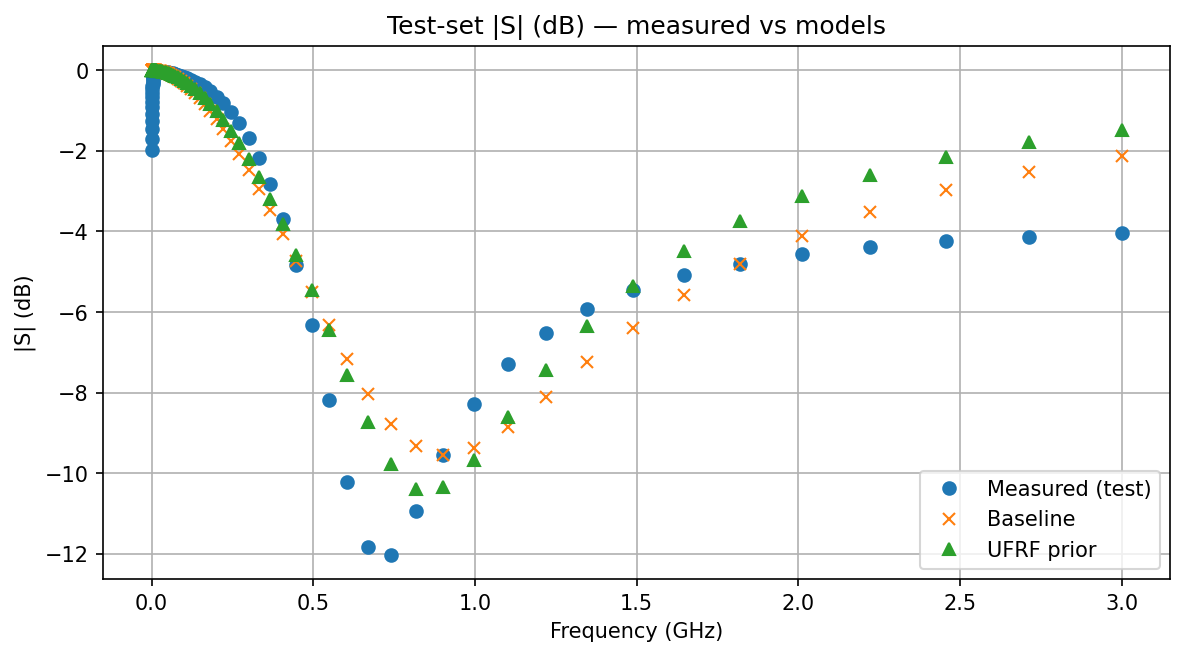 Test-set |S| (dB) — measured vs models
|S| (dB)
0
−2
−4
−6
−8
−10
−12
0.0 0.5 1.0 1.5 2.0 2.5 3.0
Frequency (GHz)
Measured (test)
Baseline
UFRF prior